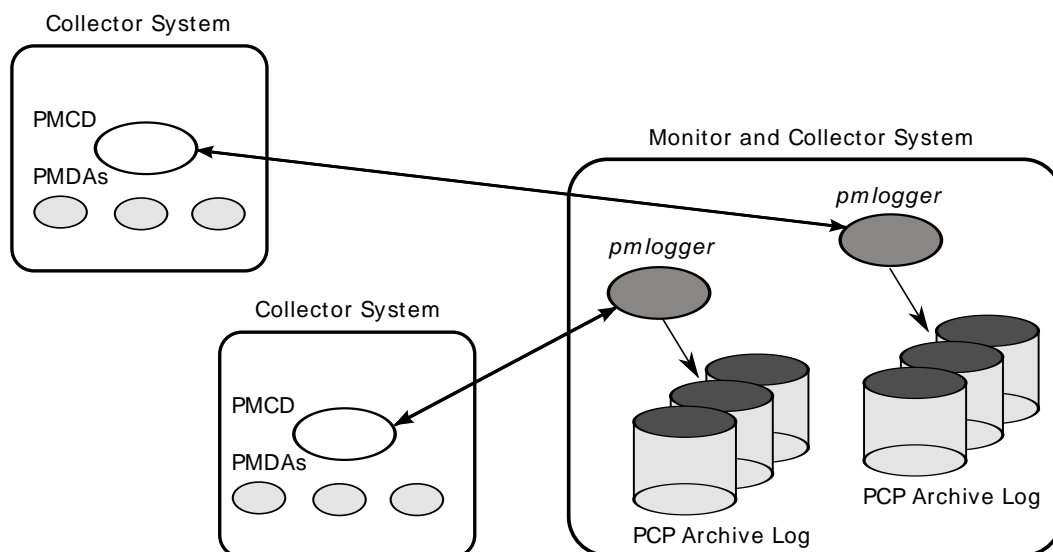 Collector System
PMCD
PMDAs
Monitor and Collector System
pmlogger
pmlogger
Collector System
PMCD
PMDAs
PCP Archive Log
PCP Archive Log